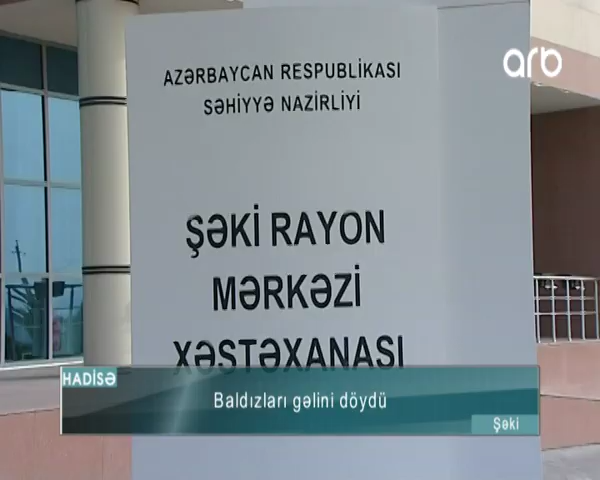 arb
AZƏRBAYCAN RESPUBLİKASI
SƏHİYYƏ NAZİRLİYİ
ŞƏKİ RAYON
MƏRKƏZİ
XƏSTƏXANASI
HADİSƏ
Baldızları gəlini döydü
Şəki